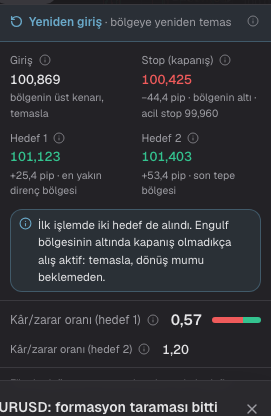 Yeniden giriş · bölgeye yeniden temas
Giriş
Stop (kapanış)
100,869
100,425
bölgenin üst kenarı,
temasla
−44,4 pip · bölgenin altı ·
acil stop 99,960
Hedef 1
Hedef 2
101,123
101,403
+25,4 pip · en yakın
direnç bölgesi
+53,4 pip · son tepe
bölgesi
İlk işlemde iki hedef de alındı. Engulf
bölgesinin altında kapanış olmadıkça
alış aktif: temasla, dönüş mumu
beklemeden.
Kâr/zarar oranı (hedef 1)
0,57
Kâr/zarar oranı (hedef 2)
1,20
URUSD: formasyon taraması bitti